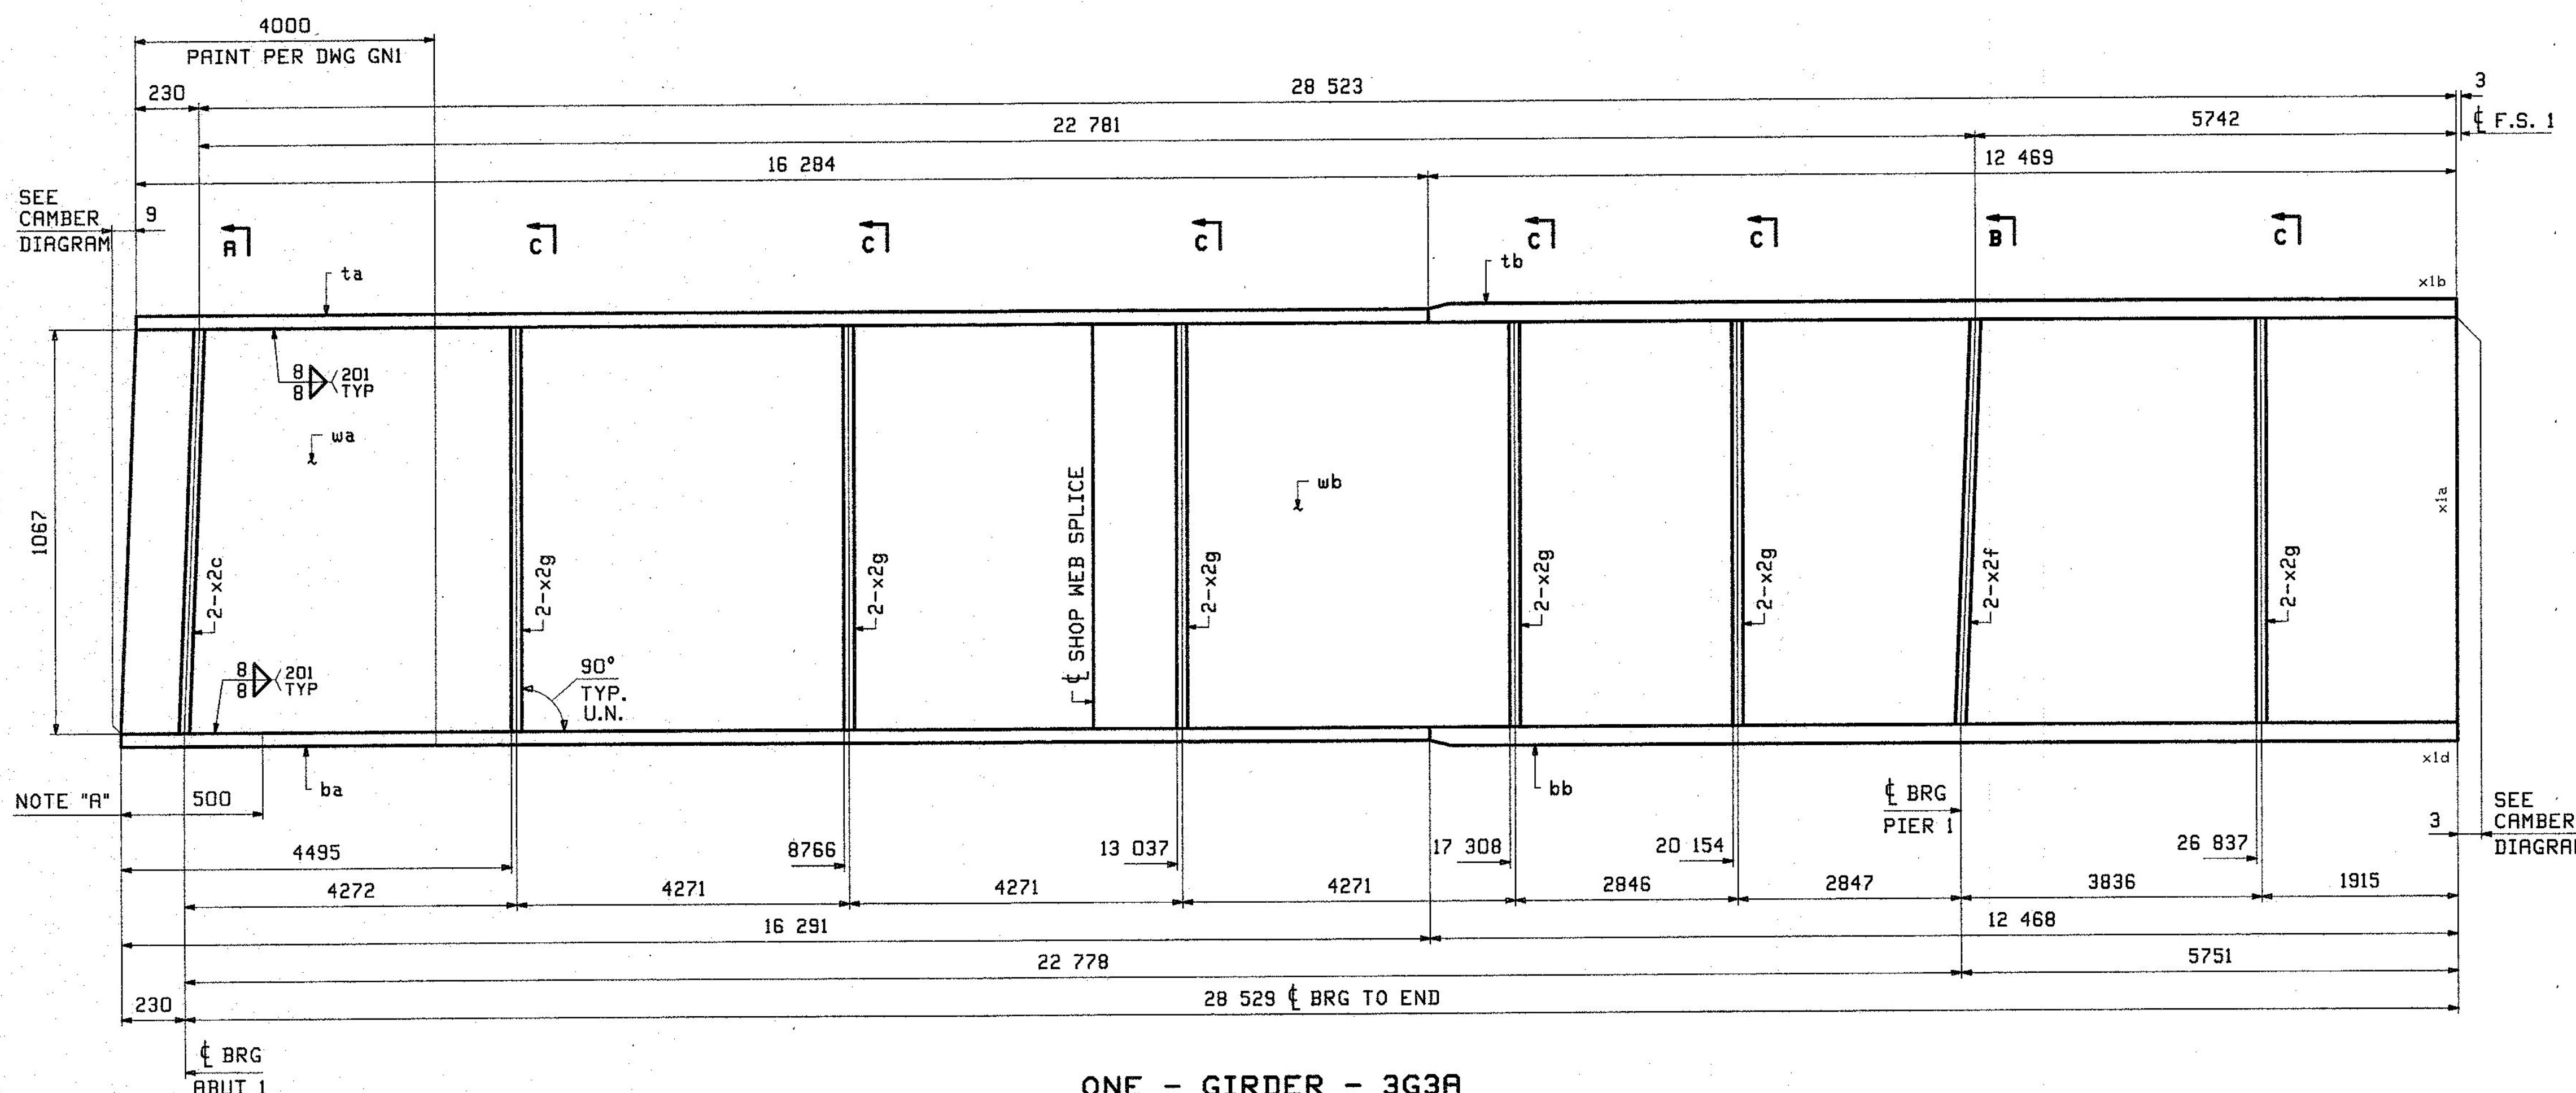 4000
PAINT PER DWG GN1
230
28 523
3
22 781
5742
℄ F.S. 1
16 284
12 469
SEE
CAMBER
DIAGRAM
9
A
C
C
C
C
C
B
C
ta
tb
x1b
8
8
201
TYP
wa
wb
1067
2-x2c
2-x2g
2-x2g
℄ SHOP WEB SPLICE
2-x2g
2-x2g
2-x2g
2-x2f
2-x2g
x1a
8
8
201
TYP
90°
TYP.
U.N.
x1d
ba
bb
NOTE "A"
500
℄ BRG
PIER 1
3
SEE
CAMBER
4495
8766
13 037
17 308
20 154
26 837
4272
4271
4271
4271
2846
2847
3836
1915
16 291
12 468
22 778
5751
230
28 529 ℄ BRG TO END
℄ BRG
ABUT 1
ONE - GIRDER - 3G3A